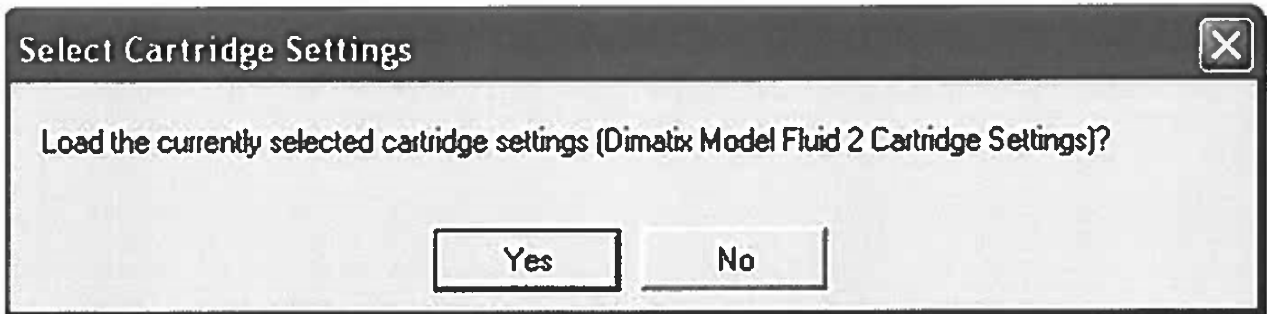 Select Cartridge Settings
Load the currently selected cartridge settings (Dimatix Model Fluid 2 Cartridge Settings)?
Yes No